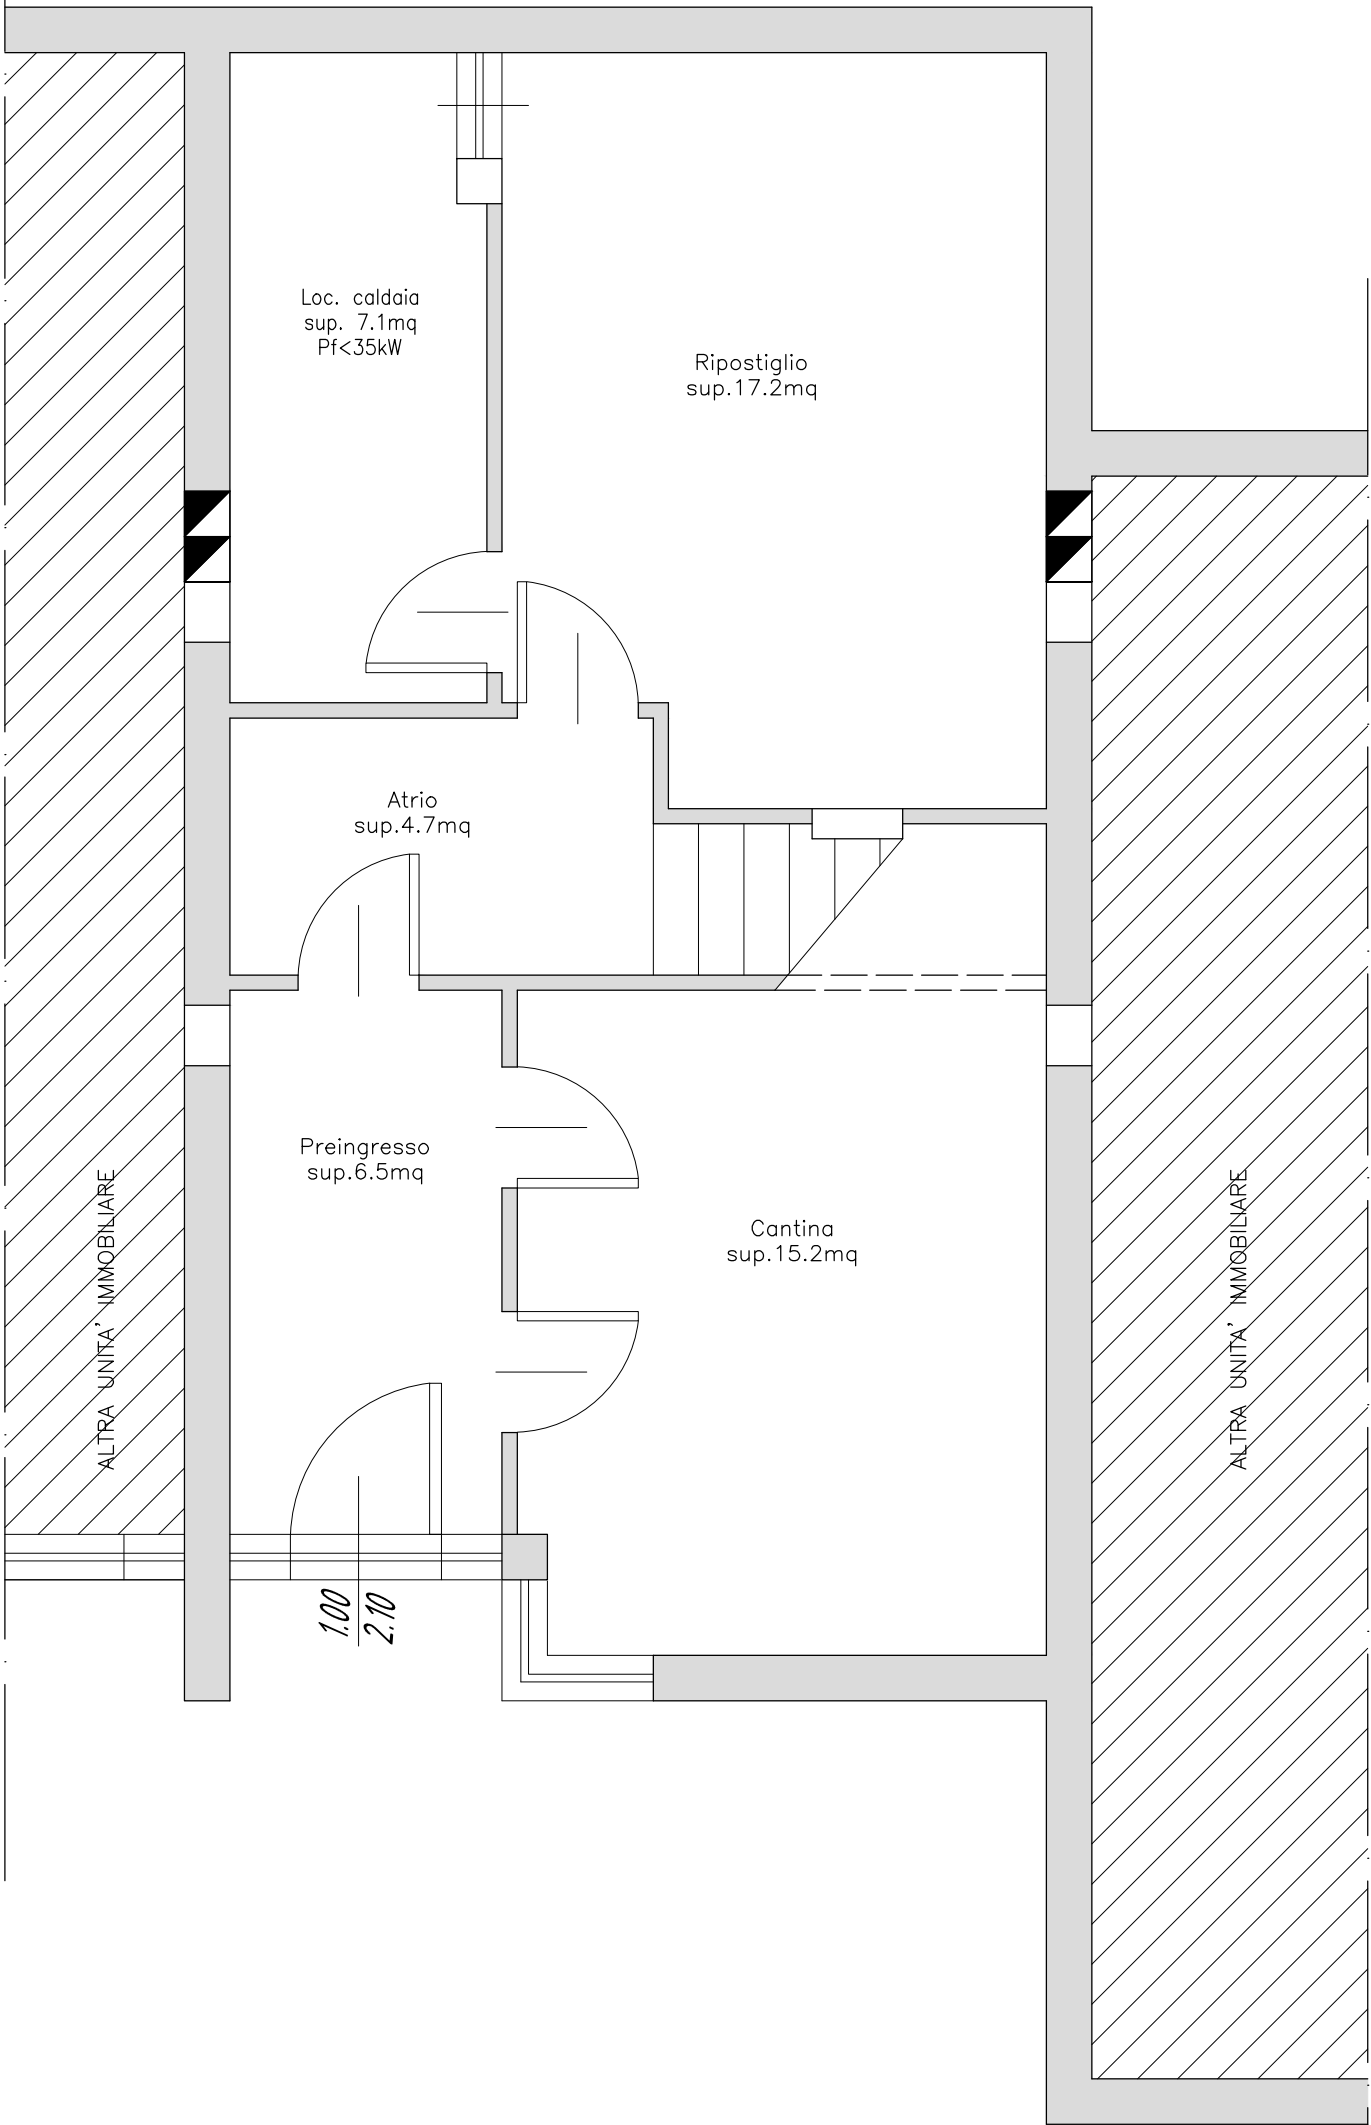 Loc. caldaia
sup. 7.1mq
Pf<35kW
Ripostiglio
sup.17.2mq
Atrio
sup.4.7mq
Preingresso
sup.6.5mq
Cantina
sup.15.2mq
ALTRA UNITA' IMMOBILIARE
ALTRA UNITA' IMMOBILIARE
1.00
2.10